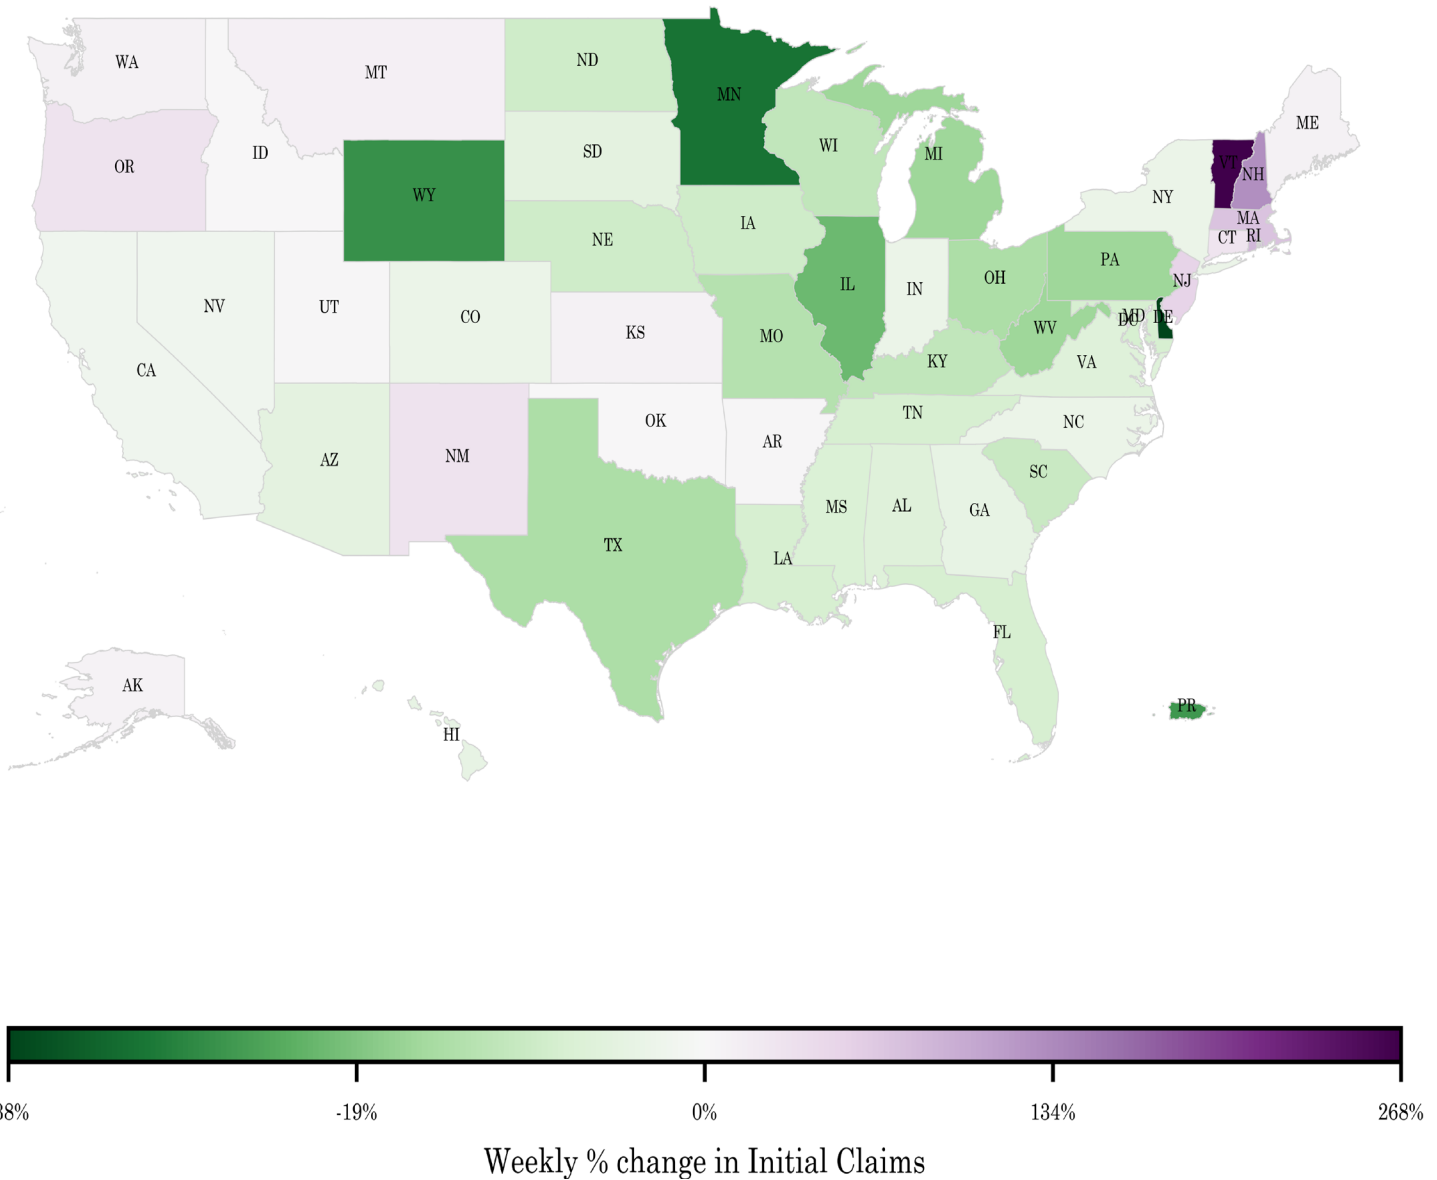 WA
MT
ND
MN
ME
OR
ID
WY
SD
WI
MI
VT
NH
NY
MA
CT
RI
IA
NE
PA
NV
UT
CO
KS
MO
IL
IN
OH
NJ
WV
DC
MD
DE
CA
KY
VA
AZ
NM
OK
AR
TN
NC
SC
MS
AL
GA
TX
LA
FL
AK
HI
PR
38% -19% 0% 134% 268%
Weekly % change in Initial Claims